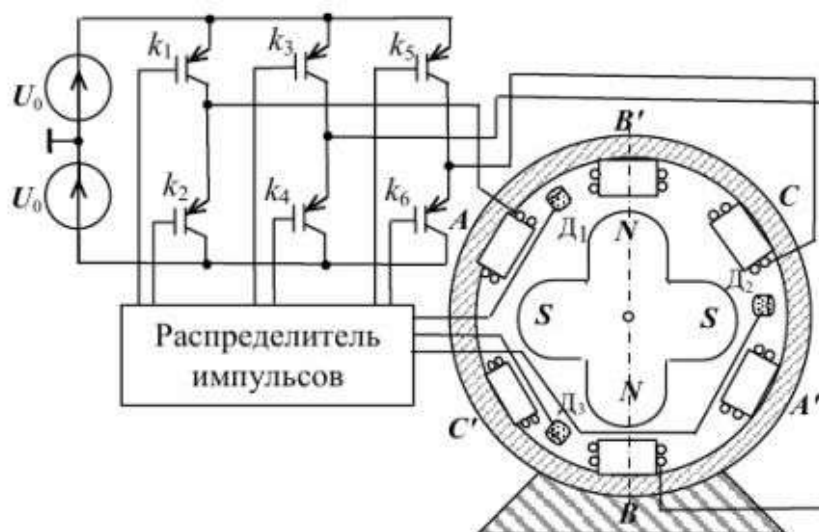 k1
k3
k5
U0
B'
k2
k4
k6
U0
A
C
Д1
N
Д2
S
S
Распределитель
импульсов
N
Д3
C'
A'
B